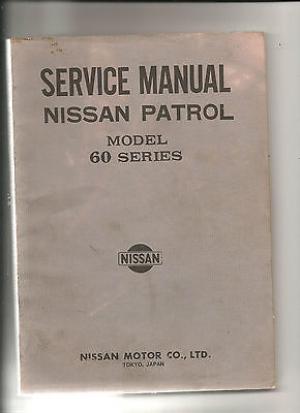 SERVICE MANUAL
NISSAN PATROL
MODEL
60 SERIES
NISSAN
NISSAN MOTOR CO., LTD.
TOKYO, JAPAN